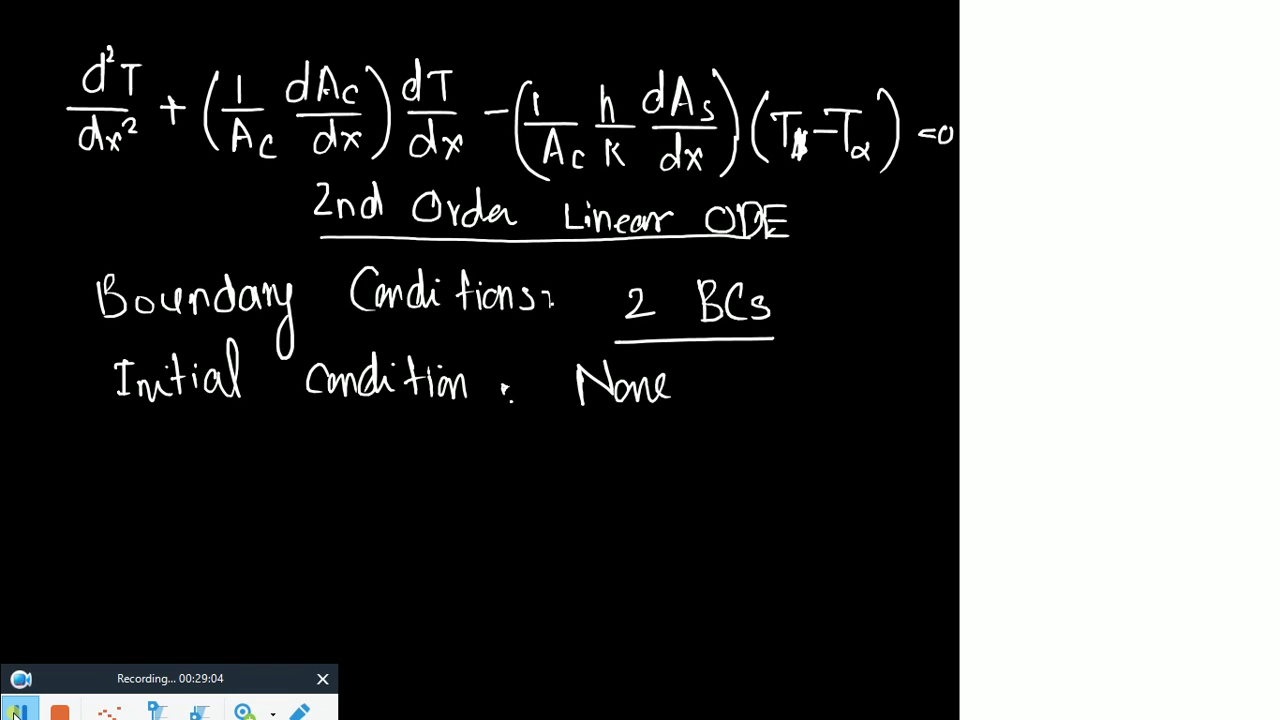 d²T/dx² + (1/Ac dAc/dx) dT/dx - (1/Ac h/k dAs/dx) (T - Tα) = 0
2nd Order Linear ODE
Boundary Conditions: 2 BCs
Initial condition : None
Recording... 00:29:04